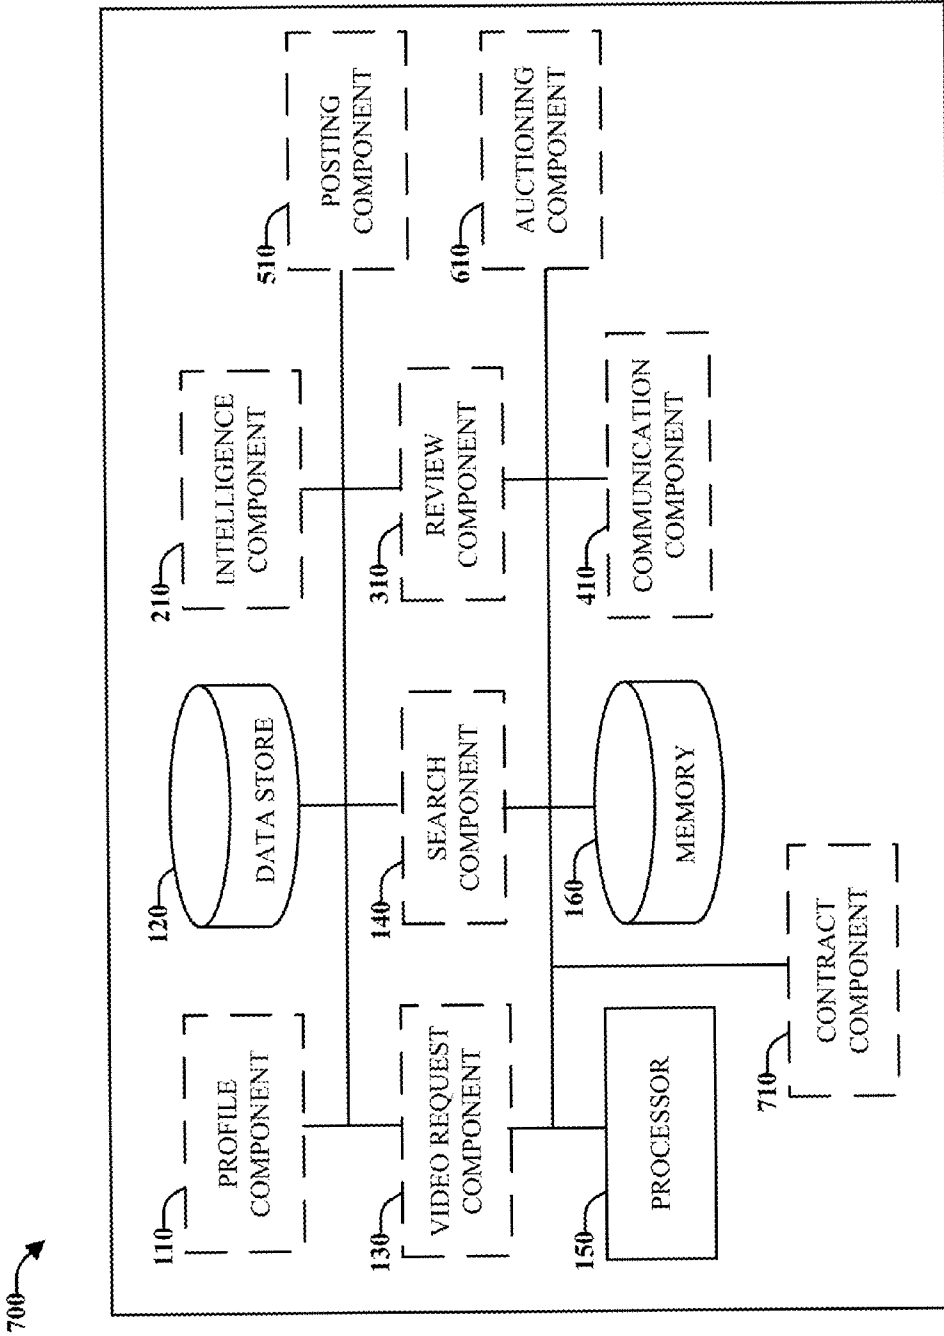 700
110
PROFILE
COMPONENT
120
DATA STORE
210
INTELLIGENCE
COMPONENT
510
POSTING
COMPONENT
130
VIDEO REQUEST
COMPONENT
140
SEARCH
COMPONENT
310
REVIEW
COMPONENT
610
AUCTIONING
COMPONENT
150
PROCESSOR
160
MEMORY
410
COMMUNICATION
COMPONENT
710
CONTRACT
COMPONENT